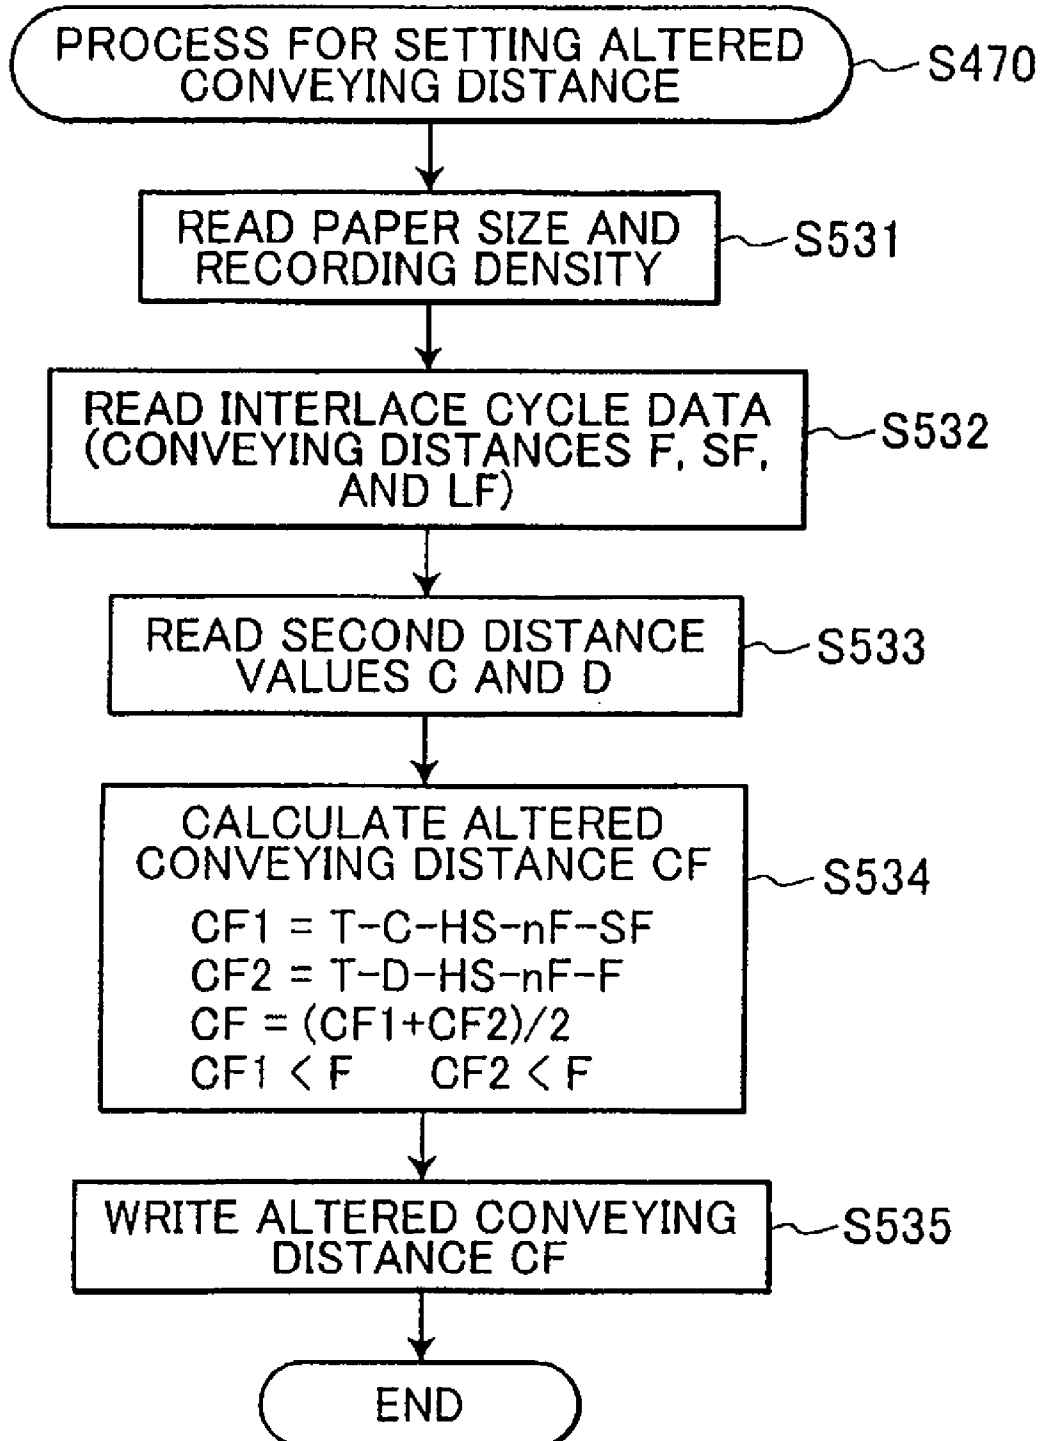 PROCESS FOR SETTING ALTERED
CONVEYING DISTANCE
S470
READ PAPER SIZE AND
RECORDING DENSITY
S531
READ INTERLACE CYCLE DATA
(CONVEYING DISTANCES F, SF,
AND LF)
S532
READ SECOND DISTANCE
VALUES C AND D
S533
CALCULATE ALTERED
CONVEYING DISTANCE CF
S534
CF1 = T-C-HS-nF-SF
CF2 = T-D-HS-nF-F
CF = (CF1+CF2)/2
CF1 < F CF2 < F
WRITE ALTERED CONVEYING
DISTANCE CF
S535
END